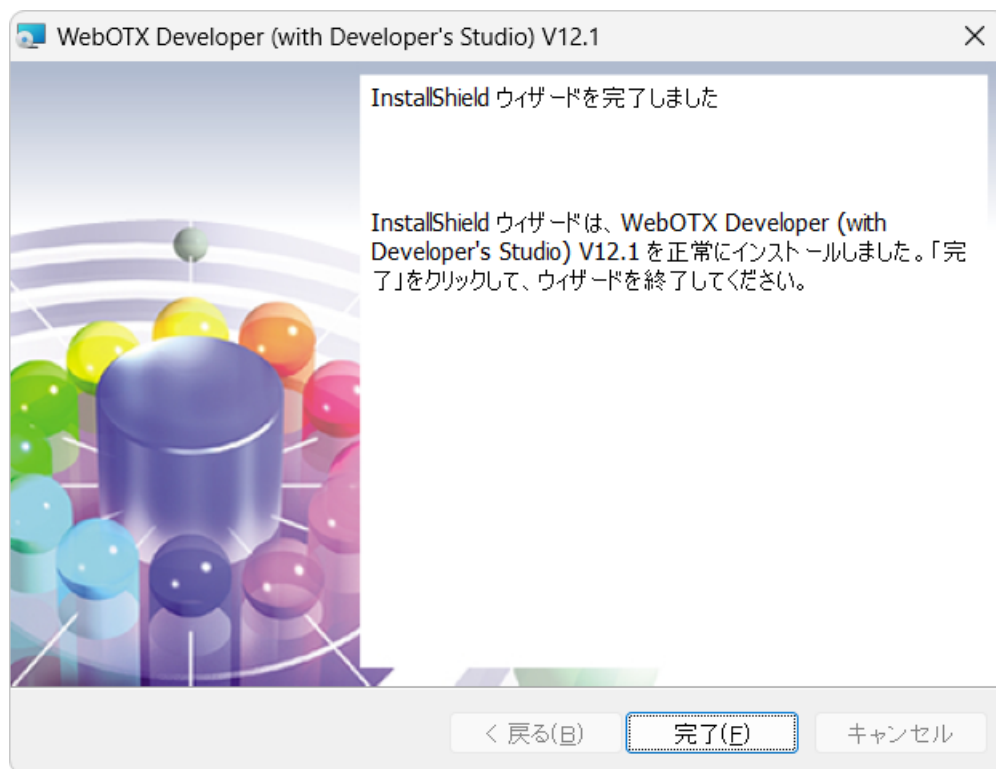 WebOTX Developer (with Developer's Studio) V12.1
InstallShield ウィザードを完了しました
InstallShield ウィザードは、WebOTX Developer (with
Developer's Studio) V12.1 を正常にインストールしました。「完
了」をクリックして、ウィザードを終了してください。
< 戻る(B)
完了(F)
キャンセル